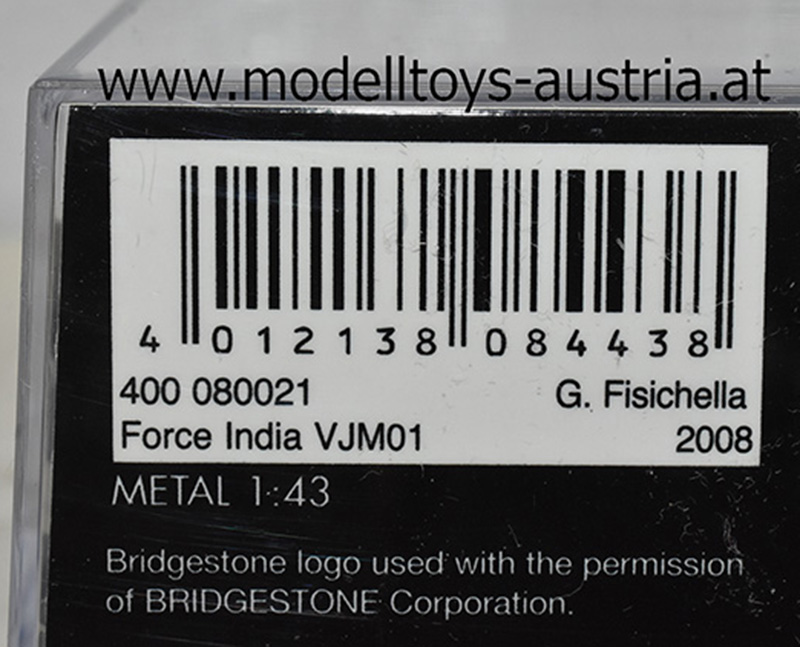 www.modelltoys-austria.at
4 012138 084438
400 080021 G. Fisichella
Force India VJM01 2008
METAL 1:43
Bridgestone logo used with the permission
of BRIDGESTONE Corporation.